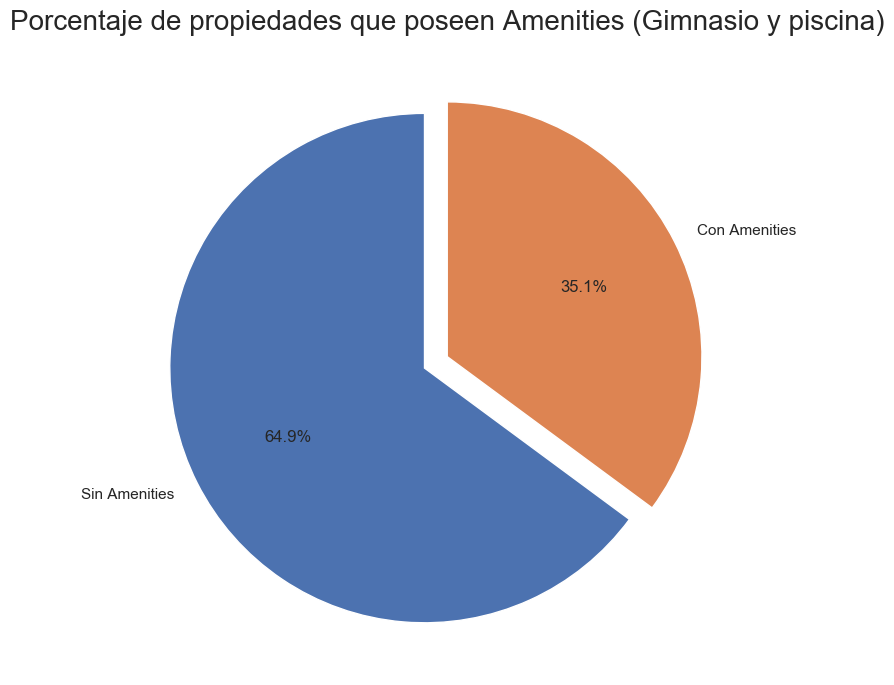 Porcentaje de propiedades que poseen Amenities (Gimnasio y piscina)
Con Amenities
35.1%
64.9%
Sin Amenities